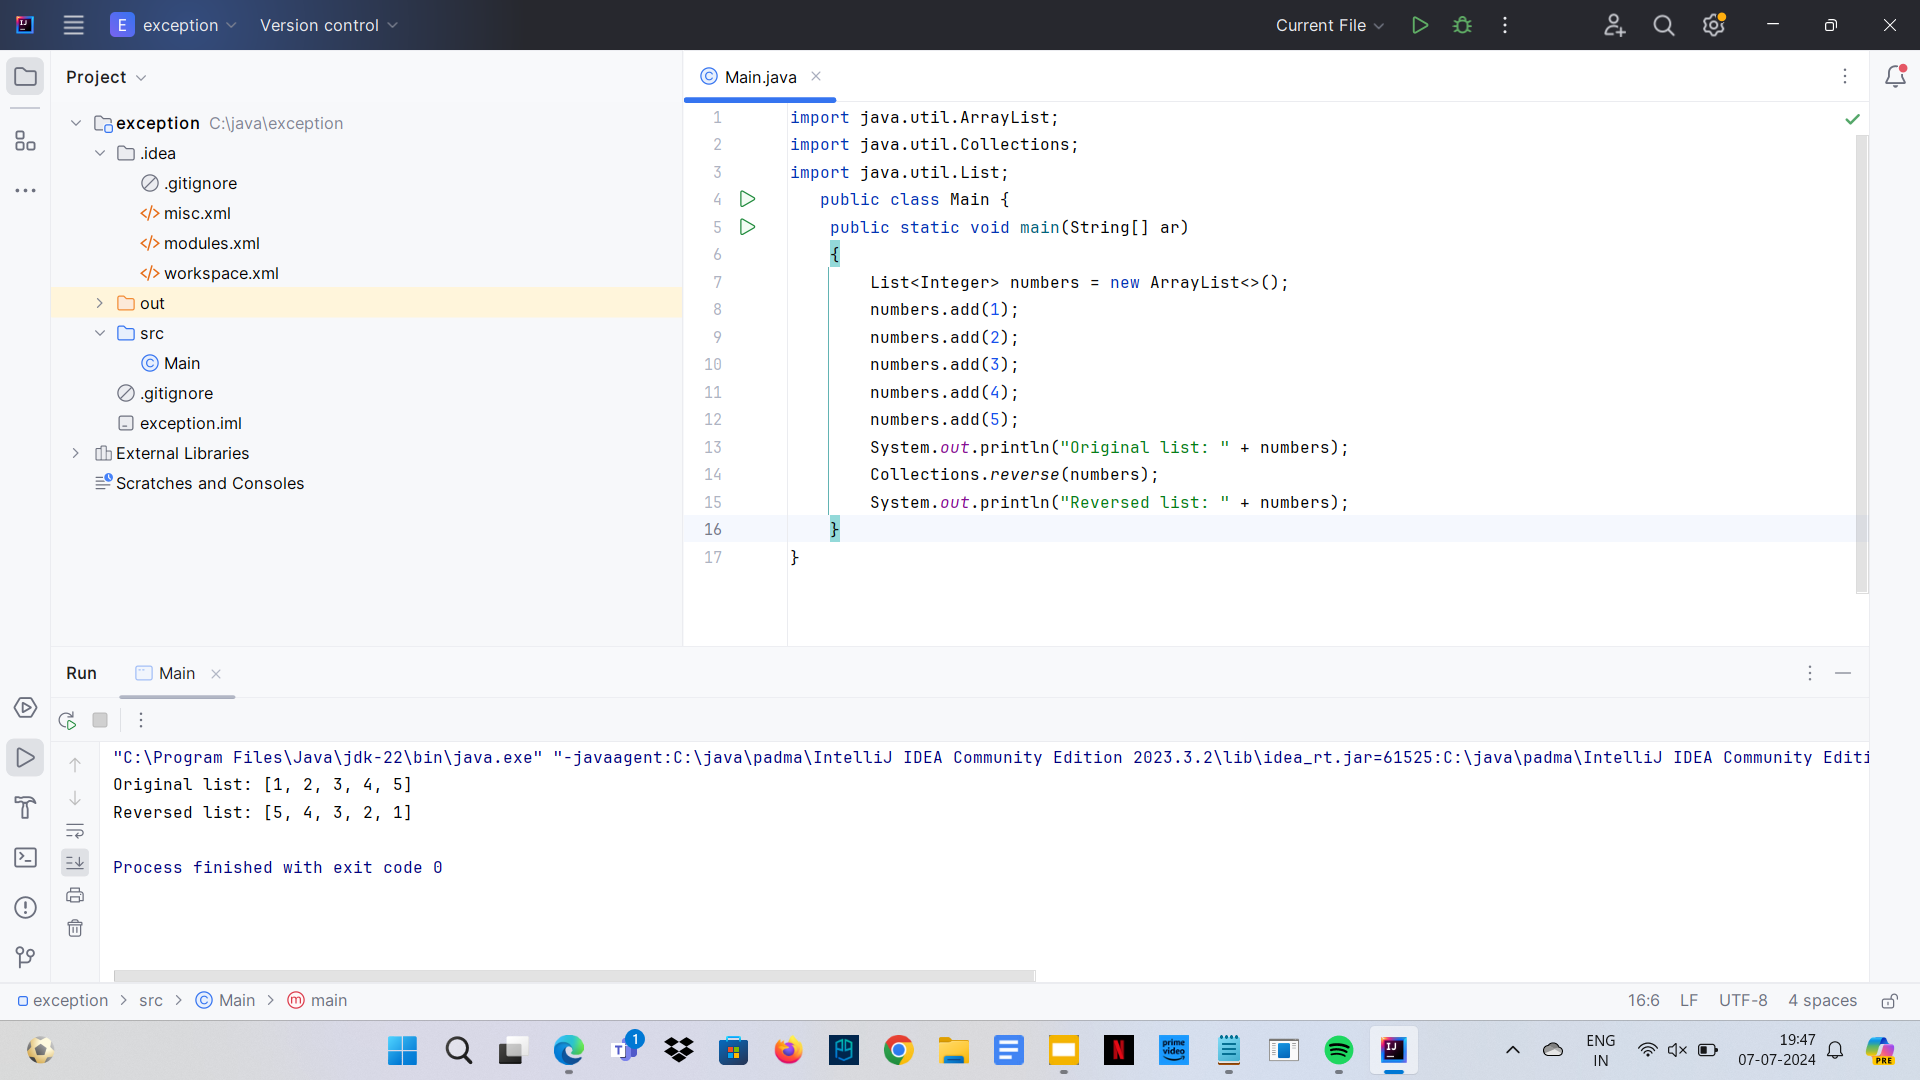 E exception Version control Current File
Project
Main.java
exception C:\java\exception
.idea
.gitignore
misc.xml
modules.xml
workspace.xml
out
src
Main
.gitignore
exception.iml
External Libraries
Scratches and Consoles
1 import java.util.ArrayList;
2 import java.util.Collections;
3 import java.util.List;
4 public class Main {
5 public static void main(String[] ar)
6 {
7 List<Integer> numbers = new ArrayList<>();
8 numbers.add(1);
9 numbers.add(2);
10 numbers.add(3);
11 numbers.add(4);
12 numbers.add(5);
13 System.out.println("Original list: " + numbers);
14 Collections.reverse(numbers);
15 System.out.println("Reversed list: " + numbers);
16 }
17 }
Run Main
"C:\Program Files\Java\jdk-22\bin\java.exe" "-javaagent:C:\java\padma\IntelliJ IDEA Community Edition 2023.3.2\lib\idea_rt.jar=61525:C:\java\padma\IntelliJ IDEA Community Editi
Original list: [1, 2, 3, 4, 5]
Reversed list: [5, 4, 3, 2, 1]
Process finished with exit code 0
exception > src > Main > main 16:6 LF UTF-8 4 spaces
1
prime video
ENG
IN
19:47
07-07-2024
PRE